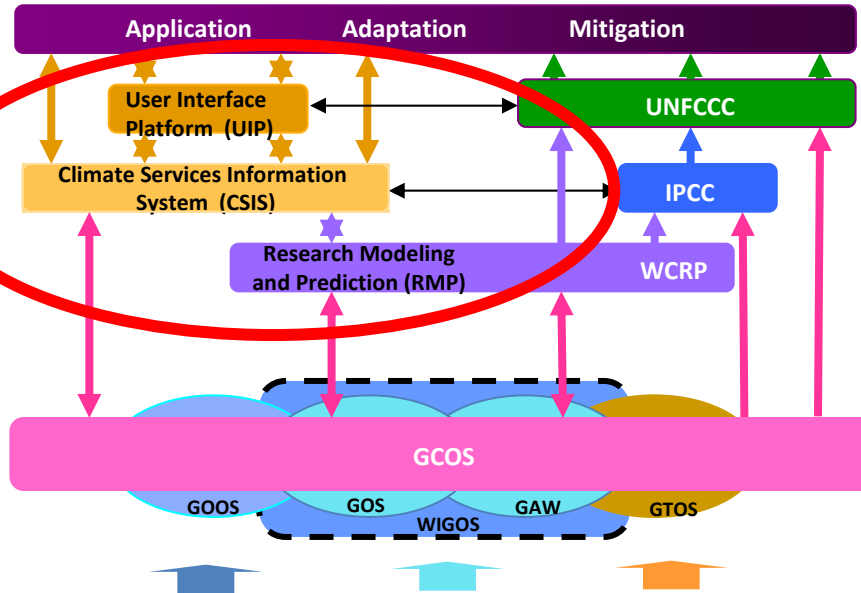 Application Adaptation Mitigation
User Interface
Platform (UIP)
UNFCCC
Climate Services Information
System (CSIS)
IPCC
Research Modeling
and Prediction (RMP)
WCRP
GCOS
GOOS
GOS
GAW
GTOS
WIGOS